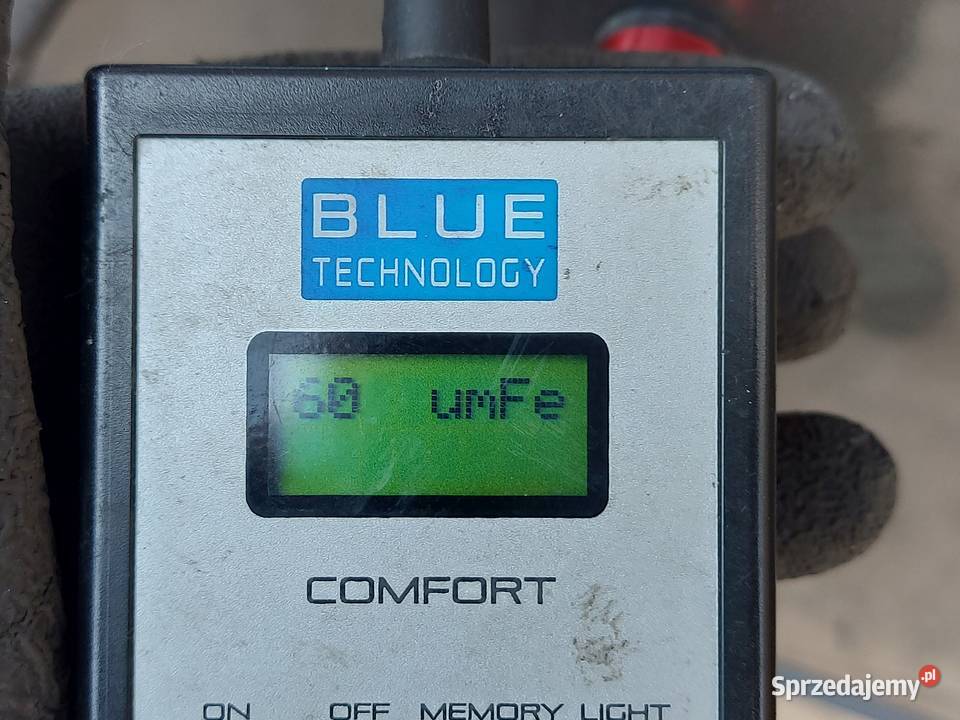 BLUE
TECHNOLOGY
60 umFe
COMFORT
ON OFF MEMORY LIGHT
Sprzedajemy.pl